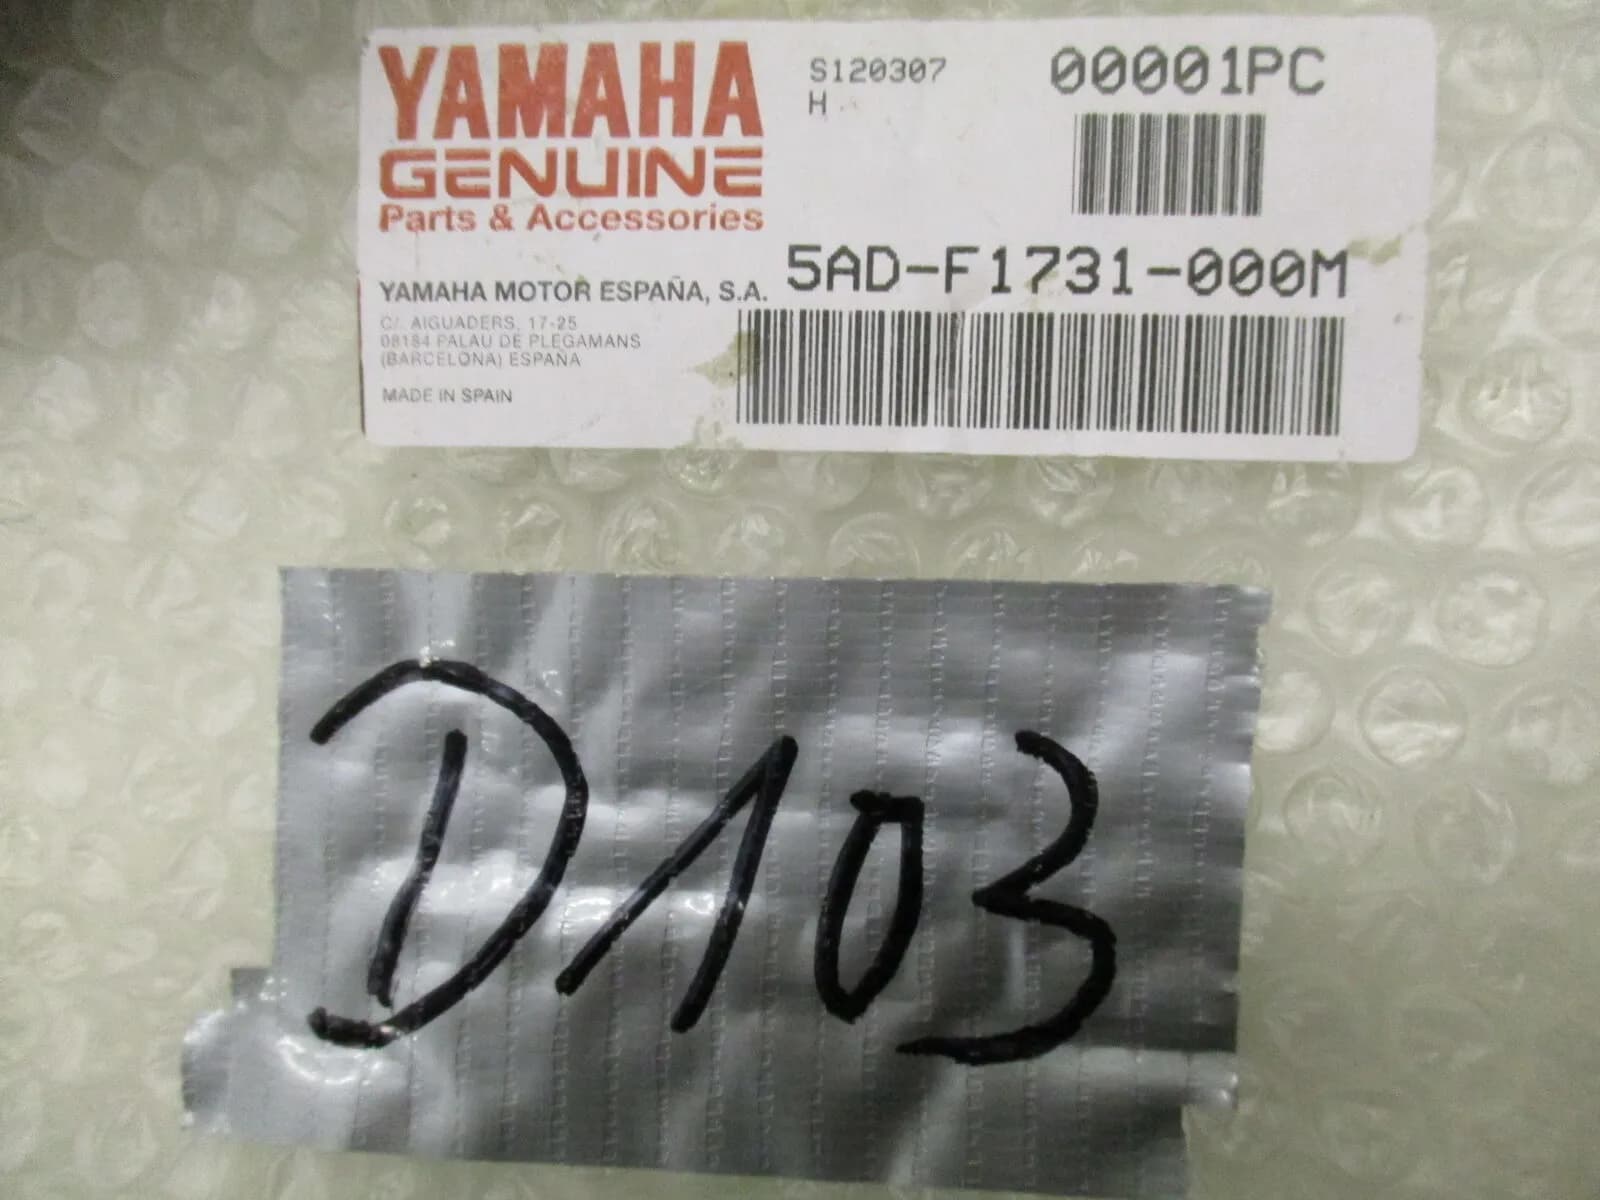 YAMAHA
GENUINE
Parts & Accessories
S120307
H
00001PC
5AD-F1731-000M
YAMAHA MOTOR ESPAÑA, S.A.
C/. AIGUADERS, 17-25
08184 PALAU DE PLEGAMANS
(BARCELONA) ESPAÑA
MADE IN SPAIN
D103